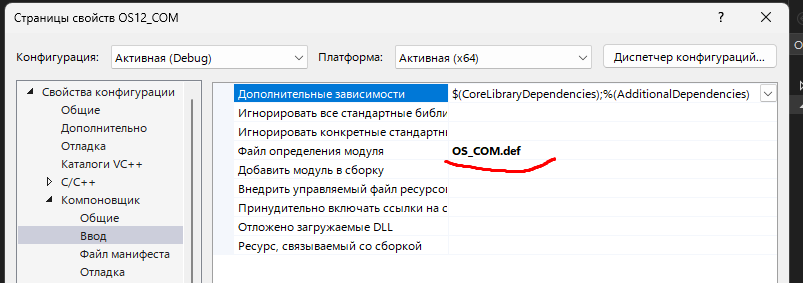 Страницы свойств OS12_COM
Конфигурация: Активная (Debug) Платформа: Активная (x64) Диспетчер конфигураций...
Свойства конфигурации
Общие
Дополнительно
Отладка
Каталоги VC++
C/C++
Компоновщик
Общие
Ввод
Файл манифеста
Отладка
Дополнительные зависимости $(CoreLibraryDependencies);%(AdditionalDependencies)
Игнорировать все стандартные библи
Игнорировать конкретные стандартн
Файл определения модуля OS_COM.def
Добавить модуль в сборку
Внедрить управляемый файл ресурсо
Принудительно включать ссылки на с
Отложено загружаемые DLL
Ресурс, связываемый со сборкой